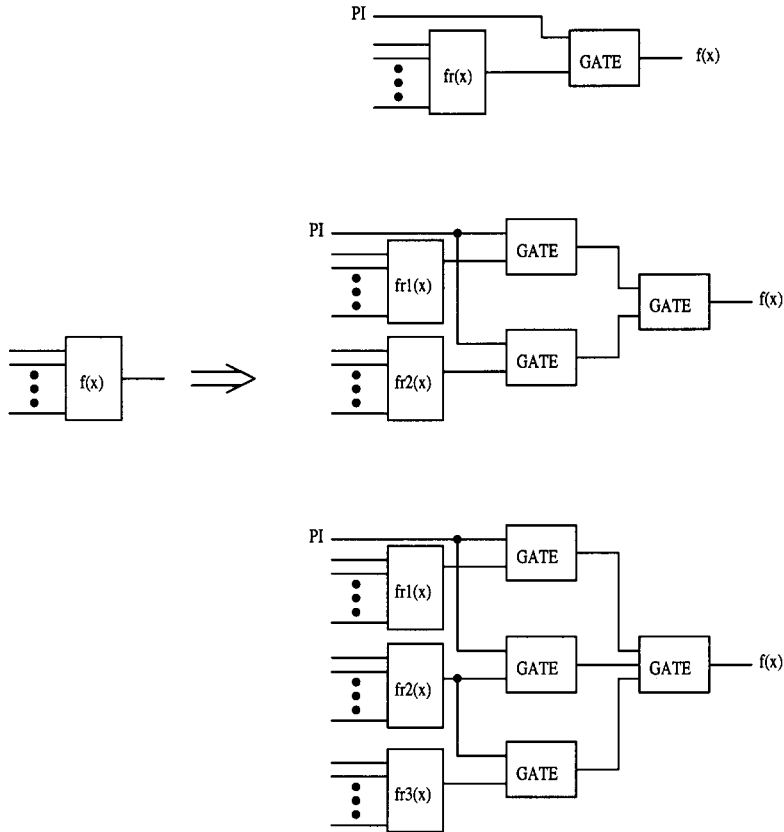 PI
fr(x)
GATE
f(x)
PI
fr1(x)
GATE
GATE
f(x)
fr2(x)
GATE
f(x)
PI
fr1(x)
GATE
fr2(x)
GATE
GATE
f(x)
fr3(x)
GATE